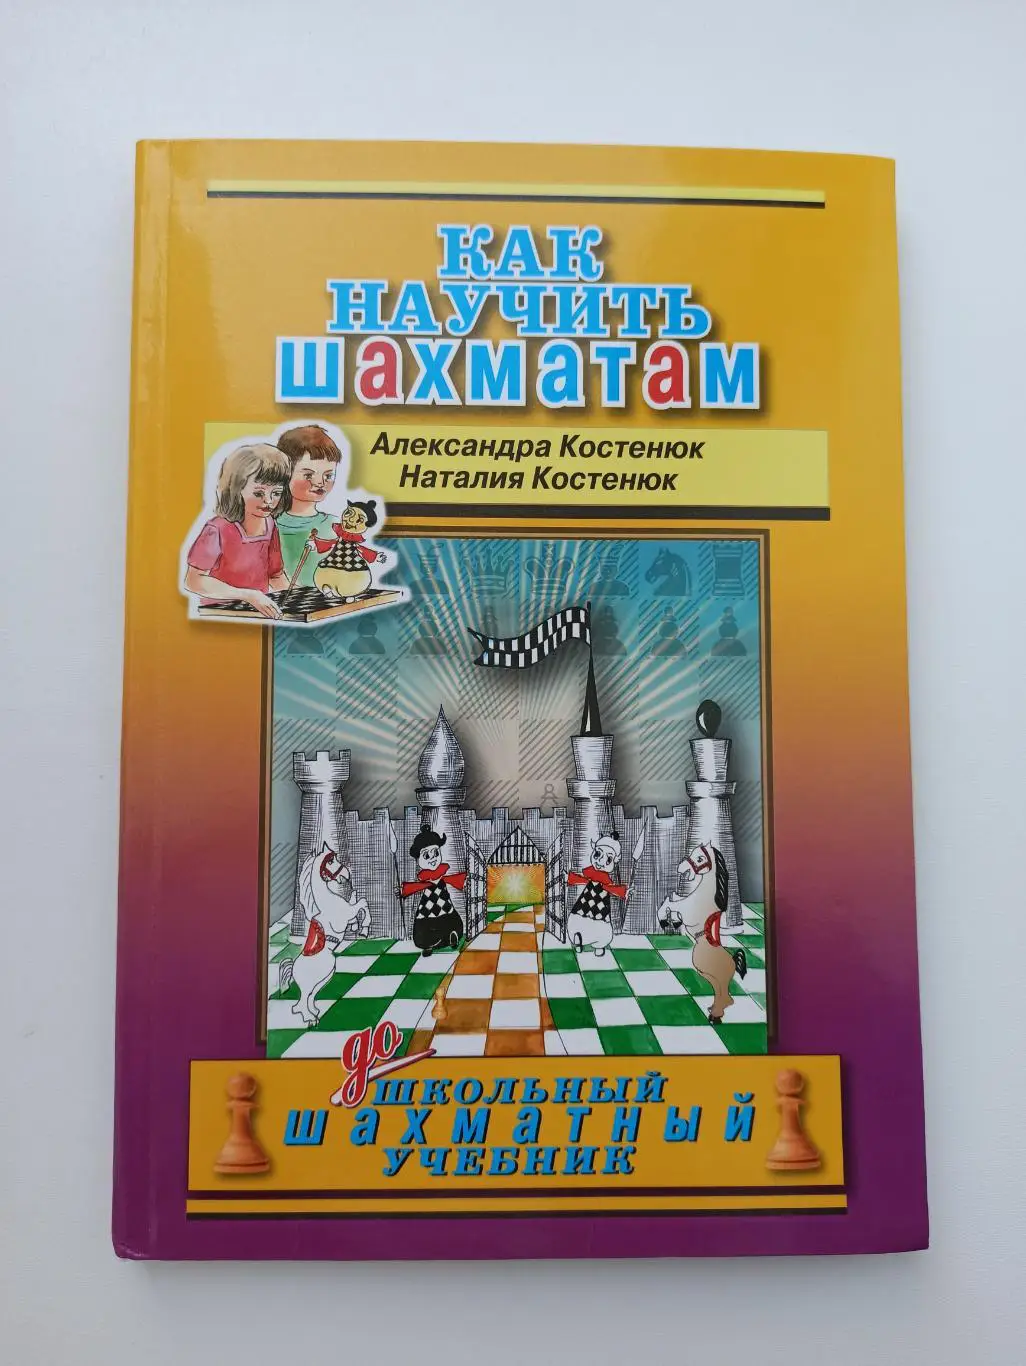 КАК
НАУЧИТЬ
ШАХМАТАМ
Александра Костенюк
Наталия Костенюк
до
ШКОЛЬНЫЙ
ШАХМАТНЫЙ
УЧЕБНИК